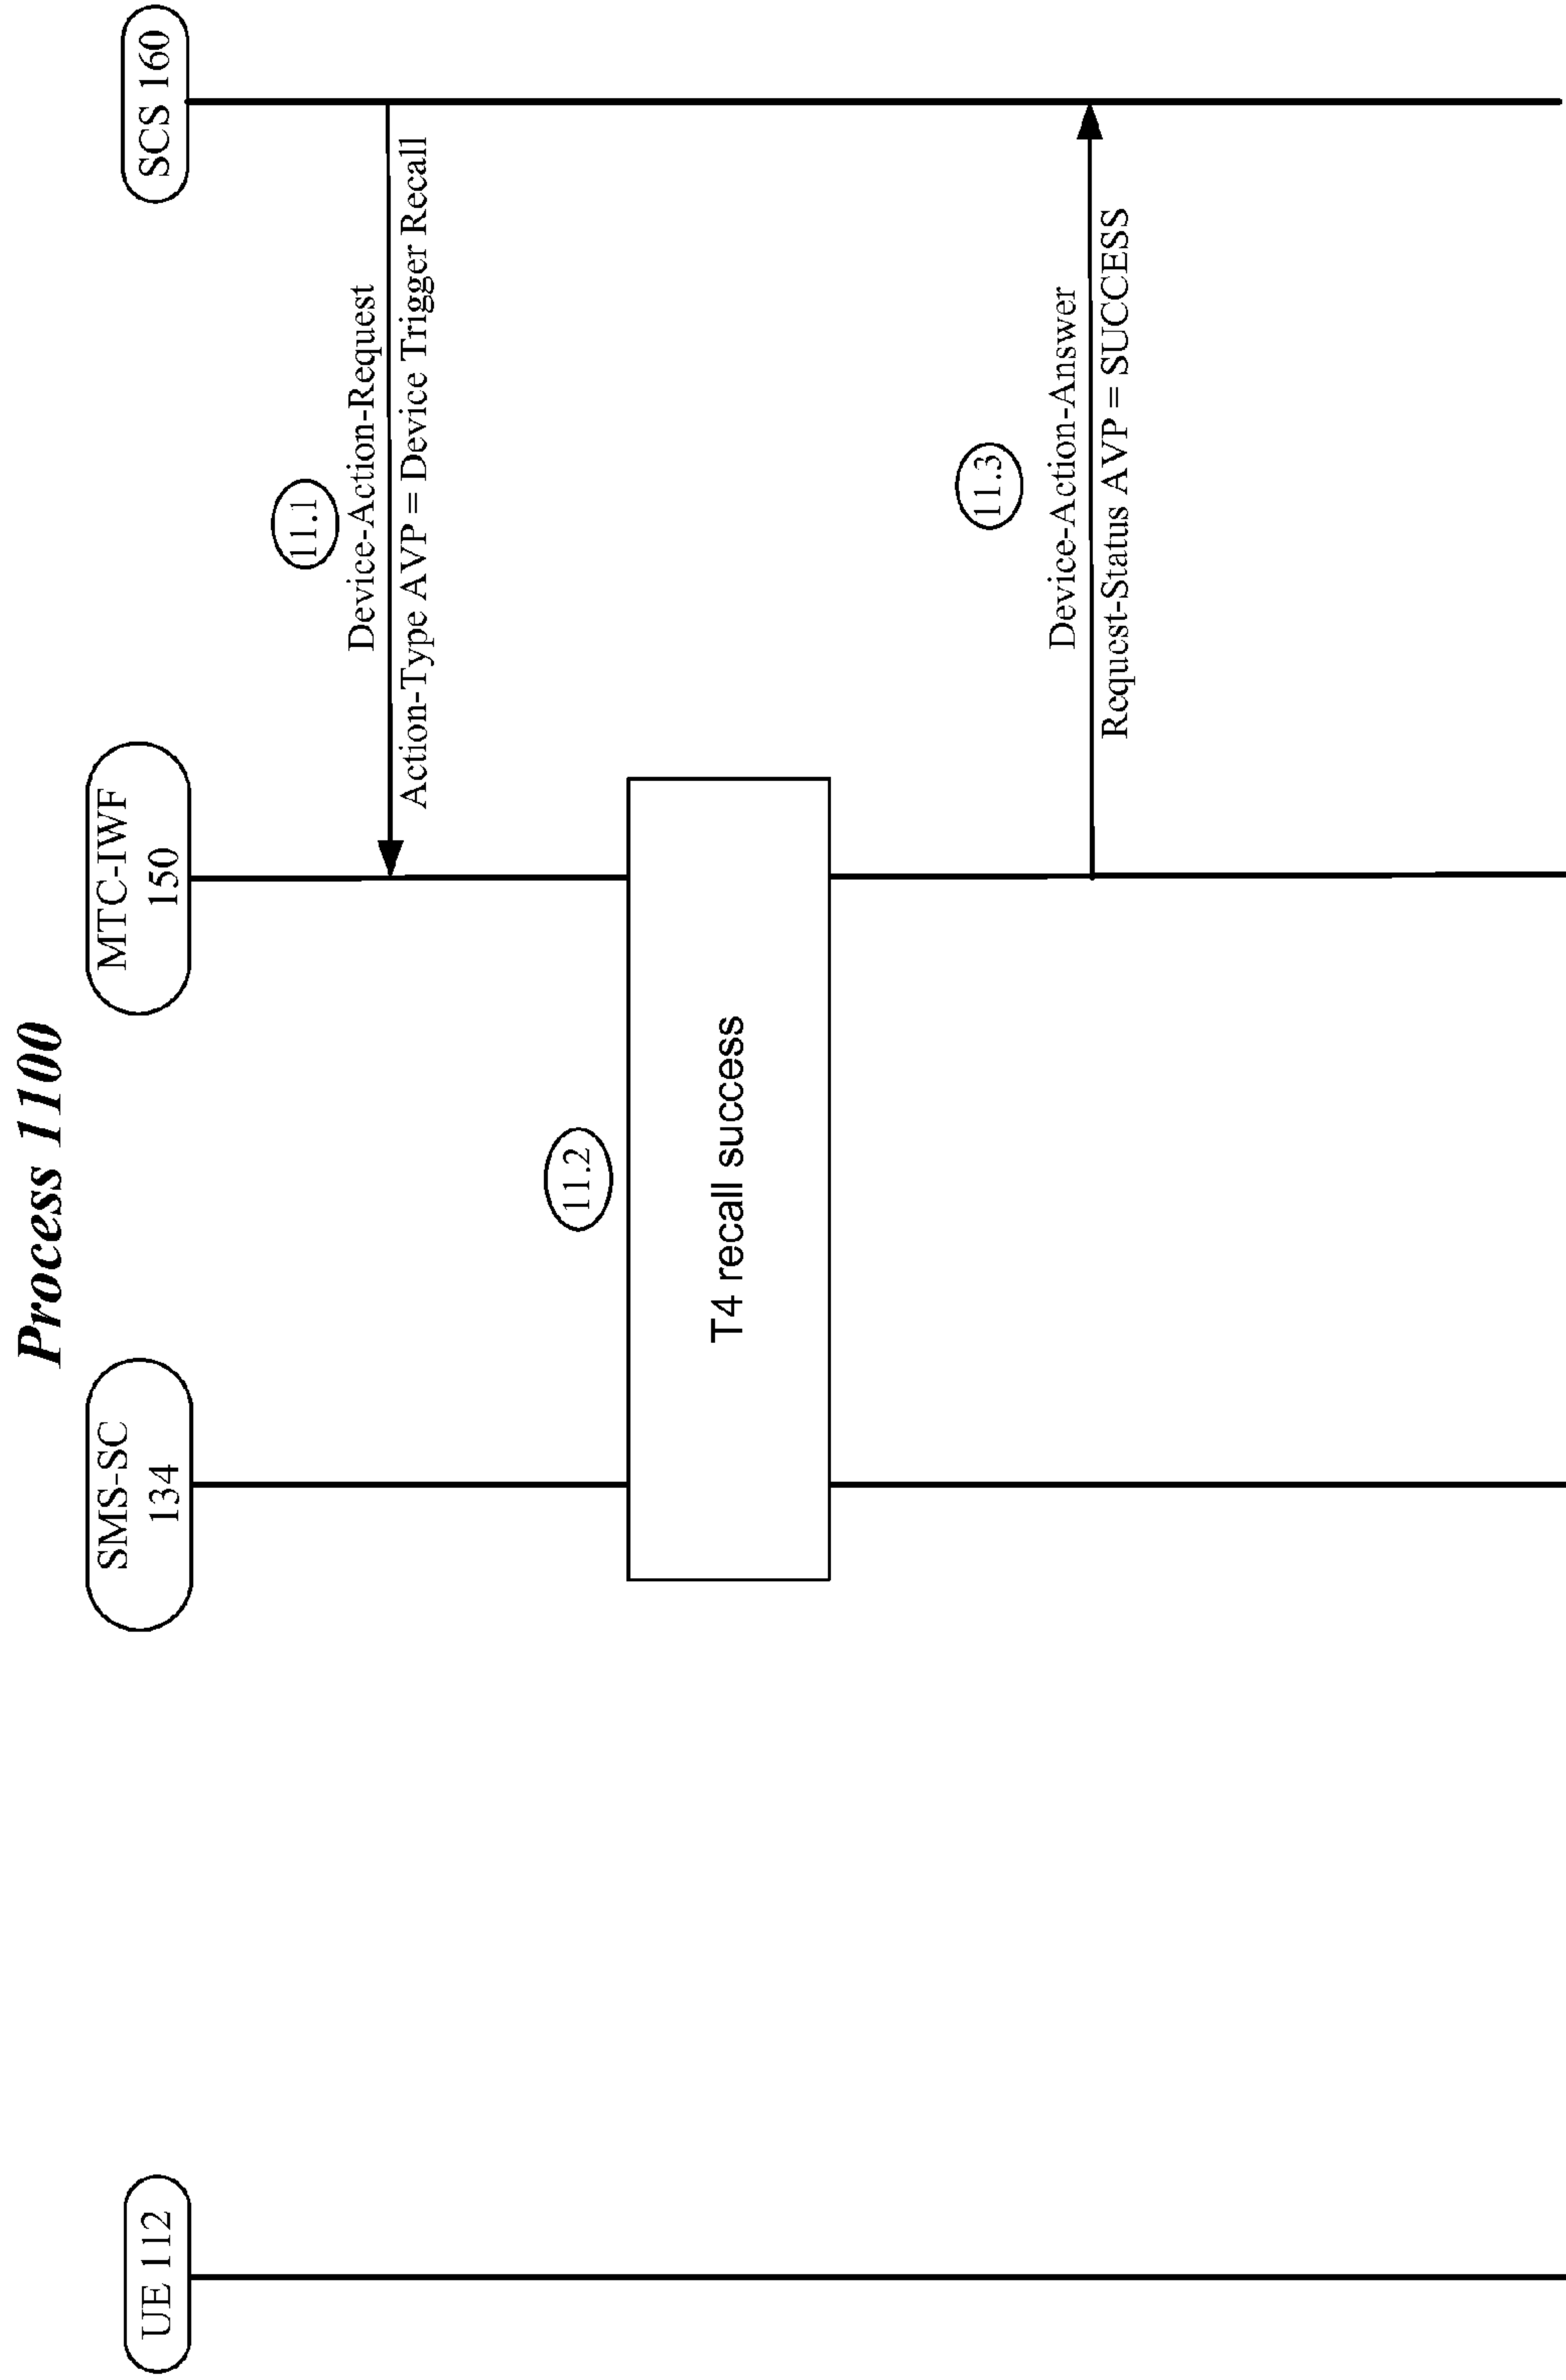 Process 1100
UE 112
SMS-SC
134
MTC-IWF
150
SCS 160
11.1
Device-Action-Request
Action-Type AVP = Device Trigger Recall
11.2
T4 recall success
11.3
Device-Action-Answer
Request-Status AVP = SUCCESS